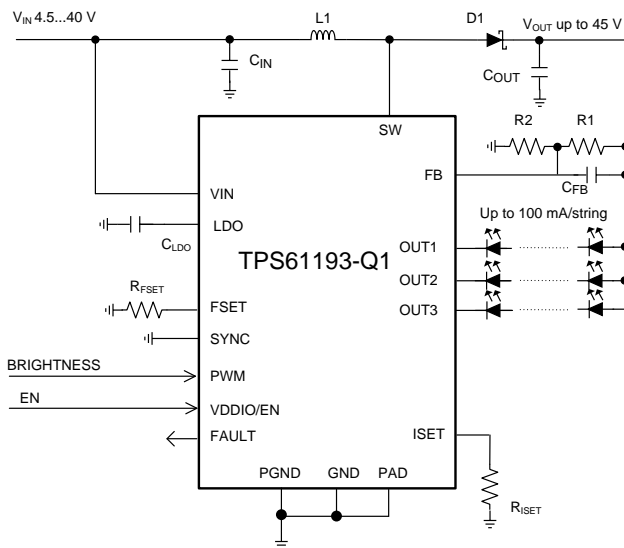 VIN 4.5...40 V
L1
D1
VOUT up to 45 V
CIN
COUT
R2
R1
SW
FB
CFB
VIN
Up to 100 mA/string
LDO
CLDO
OUT1
TPS61193-Q1
OUT2
RFSET
FSET
OUT3
SYNC
BRIGHTNESS
PWM
EN
VDDIO/EN
FAULT
ISET
PGND
GND
PAD
RISET